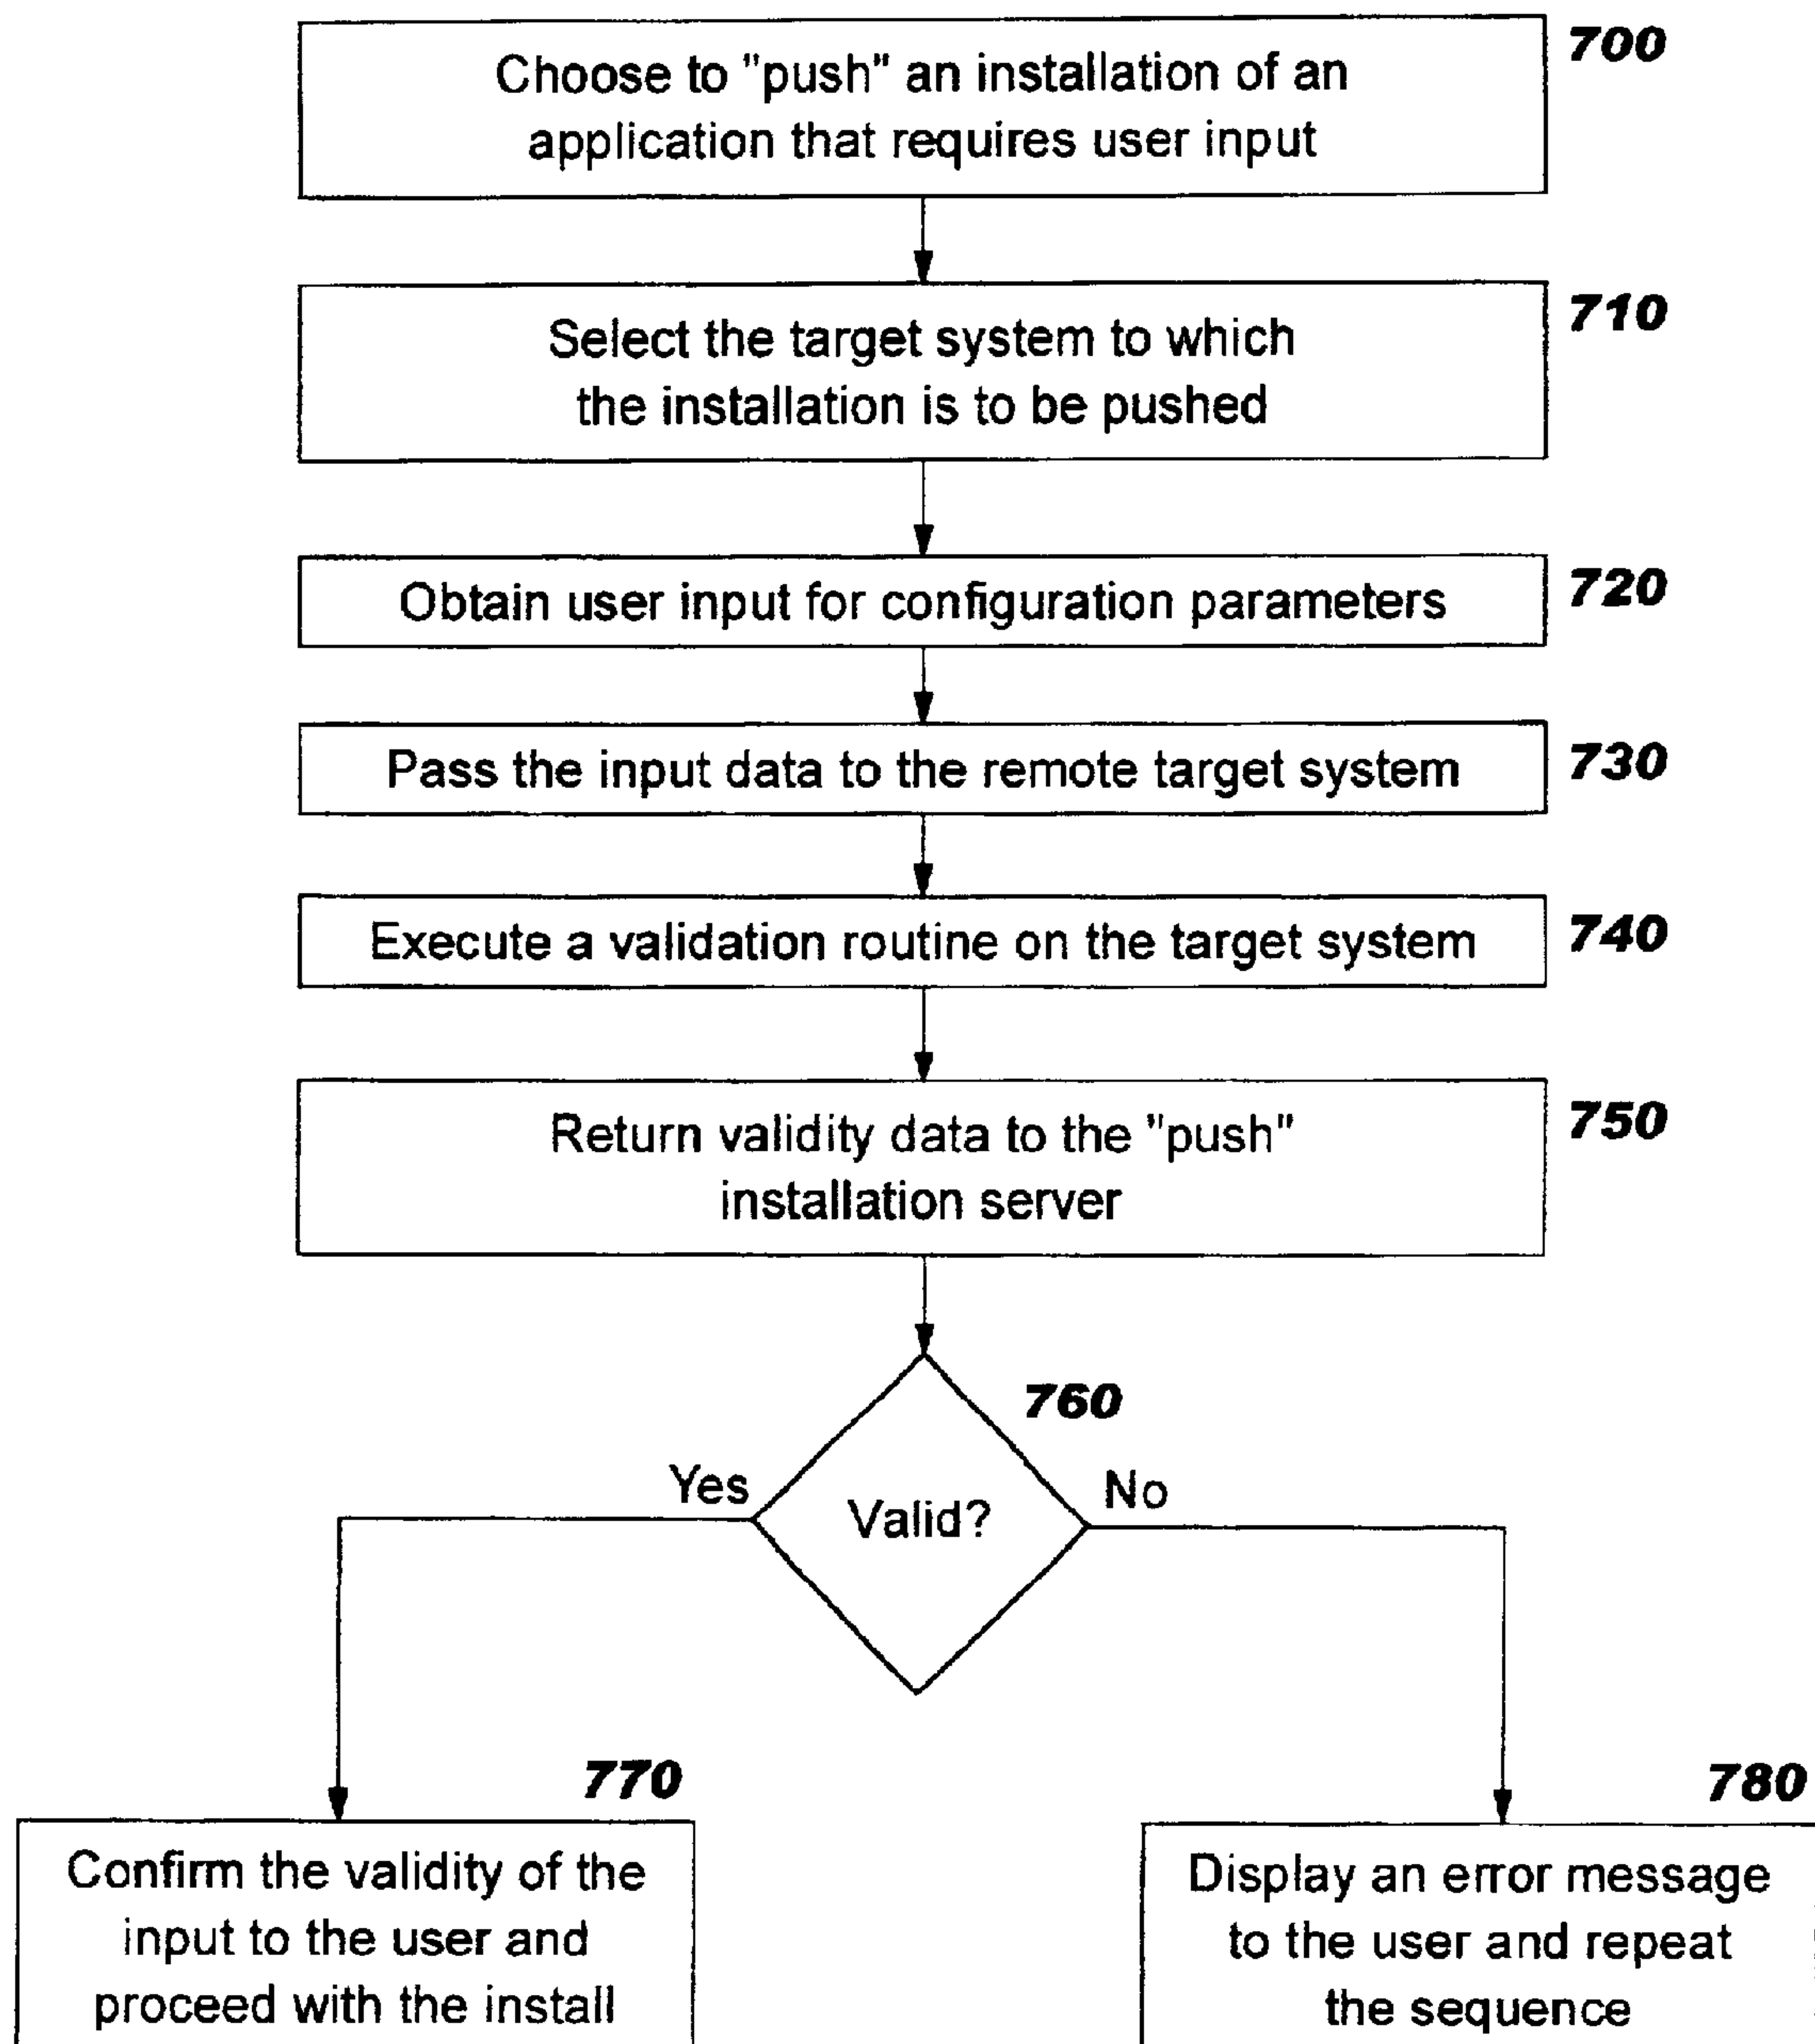 Choose to "push" an installation of an
application that requires user input
700
Select the target system to which
the installation is to be pushed
710
Obtain user input for configuration parameters
720
Pass the input data to the remote target system
730
Execute a validation routine on the target system
740
Return validity data to the "push"
installation server
750
760
Yes
Valid?
No
770
Confirm the validity of the
input to the user and
proceed with the install
780
Display an error message
to the user and repeat
the sequence